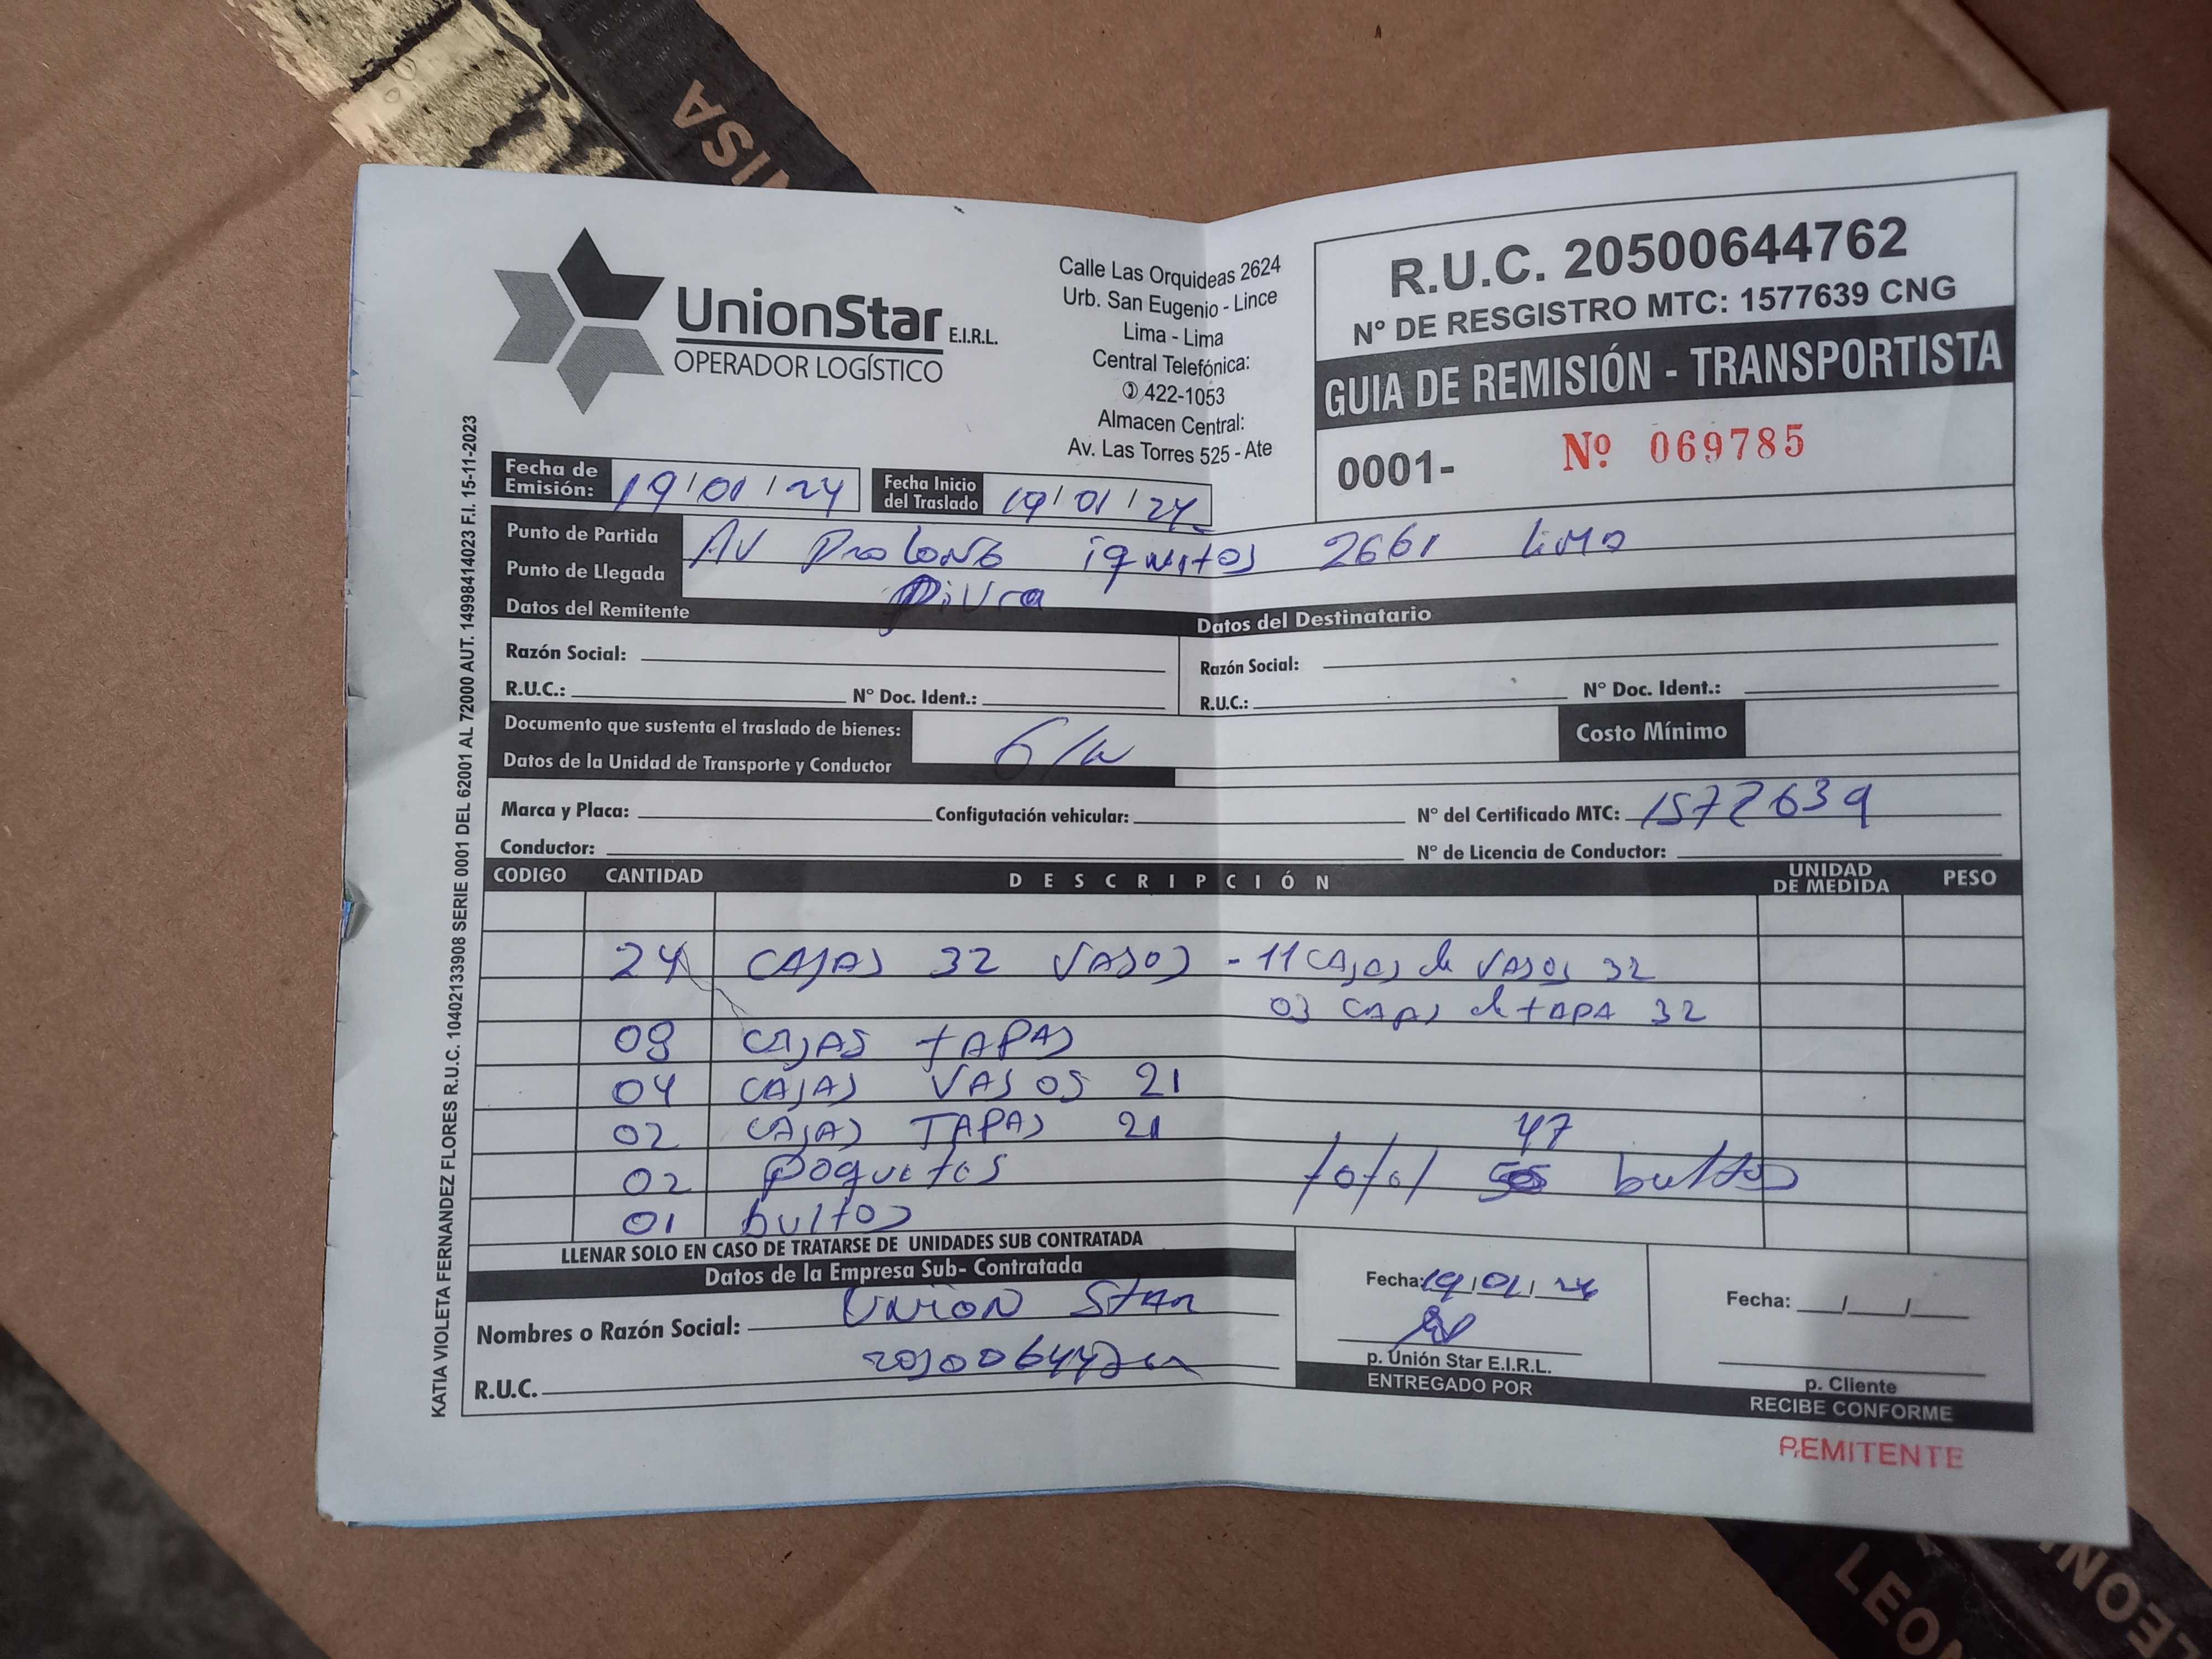 VISA
UnionStar E.I.R.L.
OPERADOR LOGÍSTICO
Calle Las Orquideas 2624
Urb. San Eugenio - Lince
Lima - Lima
Central Telefónica:
422-1053
Almacen Central:
Av. Las Torres 525 - Ate
R.U.C. 20500644762
N° DE RESGISTRO MTC: 1577639 CNG
GUIA DE REMISIÓN - TRANSPORTISTA
0001- Nº 069785
Fecha de Emisión: 19/01/24 Fecha Inicio del Traslado 19/01/24
Punto de Partida AV Prolong iquitos 2661 Lima
Punto de Llegada Piura
Datos del Remitente Datos del Destinatario
Razón Social: Razón Social:
R.U.C.: N° Doc. Ident.: R.U.C.: N° Doc. Ident.:
Documento que sustenta el traslado de bienes: Costo Mínimo
Datos de la Unidad de Transporte y Conductor
Marca y Placa: Configutación vehicular: N° del Certificado MTC: 1577639
Conductor: N° de Licencia de Conductor:
CODIGO CANTIDAD DESCRIPCIÓN UNIDAD DE MEDIDA PESO
24 CAJAS 32 VASOS - 11 CAJAS de VASOS 32
03 CAJAS de tAPA 32
08 CAJAS tAPAS
04 CAJAS VASOS 21
02 CAJAS TAPAS 21
47
02 paquetes total bultos
01 bultos
LLENAR SOLO EN CASO DE TRATARSE DE UNIDADES SUB CONTRATADA
Datos de la Empresa Sub- Contratada
Nombres o Razón Social: UNION STAR
R.U.C. 20500644762
Fecha: 19/01/24
p. Unión Star E.I.R.L.
ENTREGADO POR
Fecha: / /
p. Cliente
RECIBE CONFORME
REMITENTE
KATIA VIOLETA FERNANDEZ FLORES R.U.C. 10402133908 SERIE 0001 DEL 62001 AL 72000 AUT. 14998414023 F.I. 15-11-2023